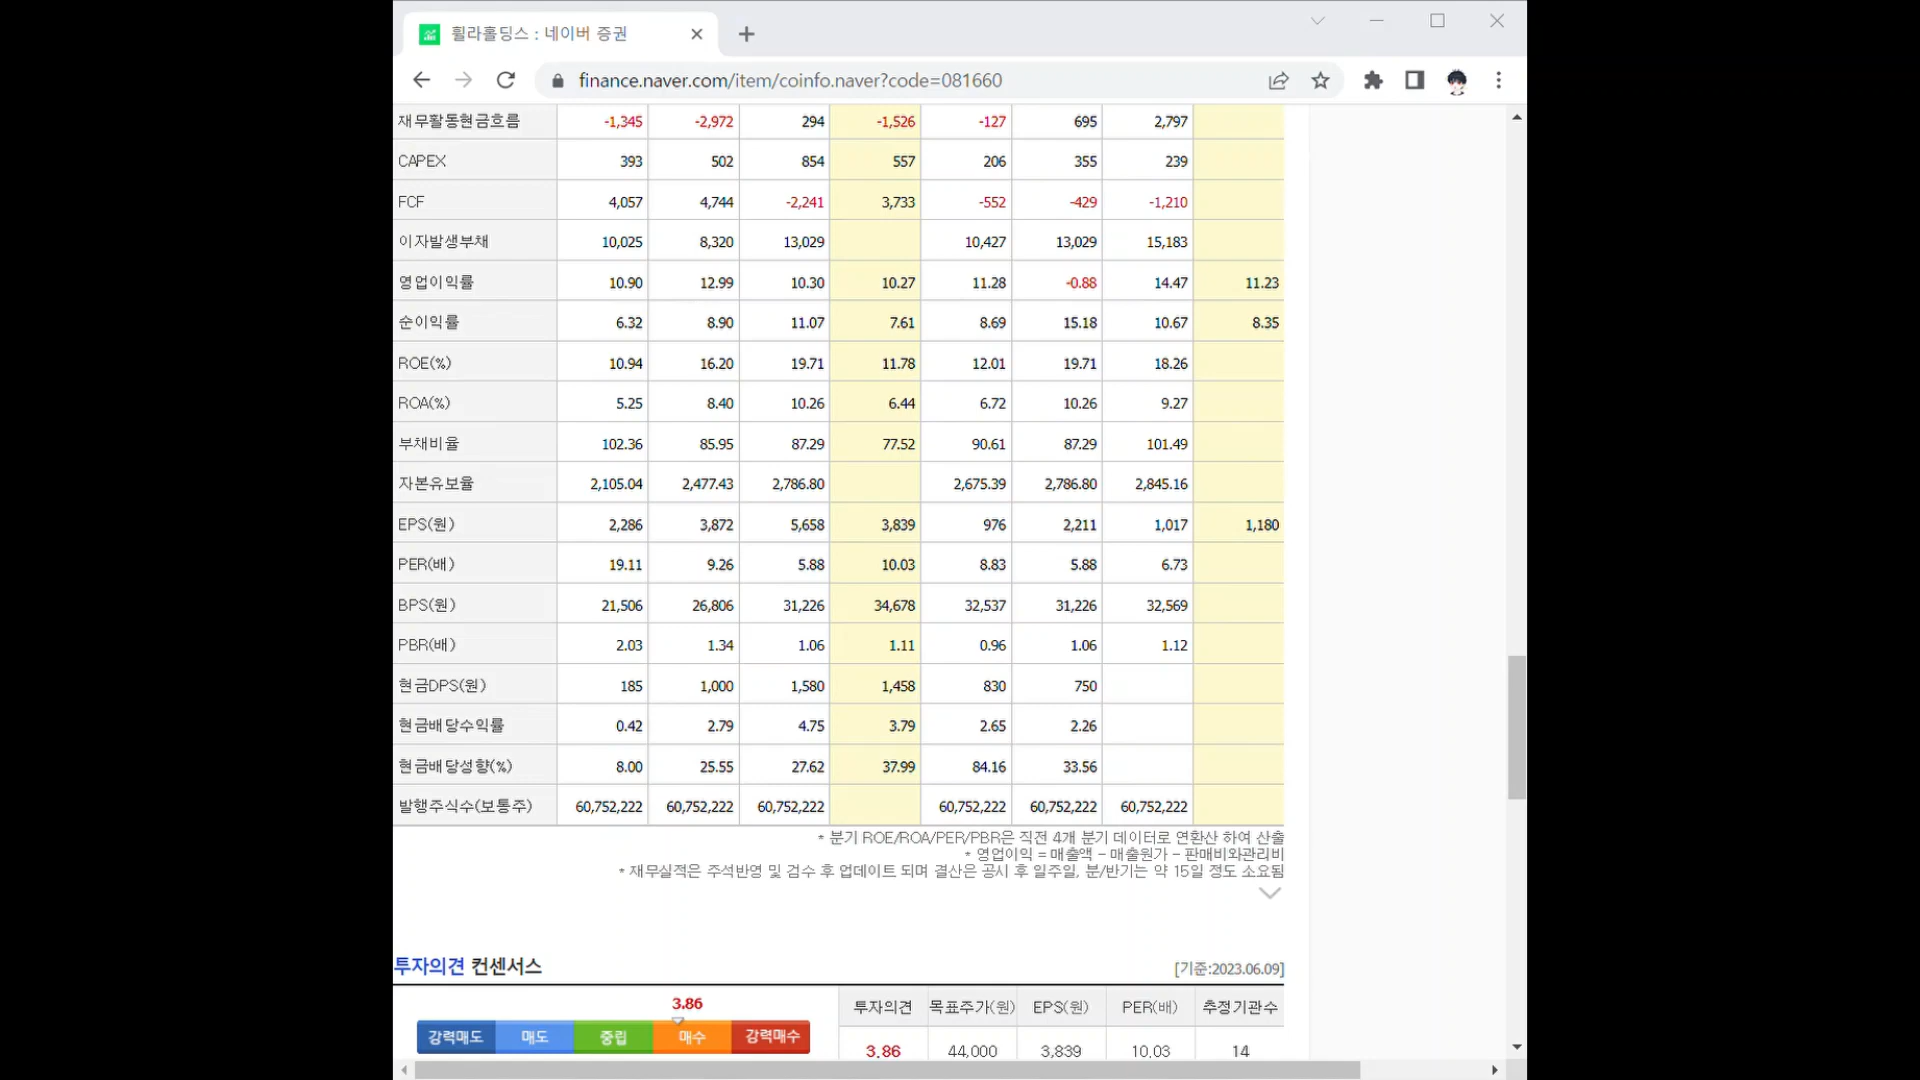 휠라홀딩스 : 네이버 증권
finance.naver.com/item/coinfo.naver?code=081660
재무활동현금흐름 -1,345 -2,972 294 -1,526 -127 695 2,797
CAPEX 393 502 854 557 206 355 239
FCF 4,057 4,744 -2,241 3,733 -552 -429 -1,210
이자발생부채 10,025 8,320 13,029 10,427 13,029 15,183
영업이익률 10.90 12.99 10.30 10.27 11.28 -0.88 14.47 11.23
순이익률 6.32 8.90 11.07 7.61 8.69 15.18 10.67 8.35
ROE(%) 10.94 16.20 19.71 11.78 12.01 19.71 18.26
ROA(%) 5.25 8.40 10.26 6.44 6.72 10.26 9.27
부채비율 102.36 85.95 87.29 77.52 90.61 87.29 101.49
자본유보율 2,105.04 2,477.43 2,786.80 2,675.39 2,786.80 2,845.16
EPS(원) 2,286 3,872 5,658 3,839 976 2,211 1,017 1,180
PER(배) 19.11 9.26 5.88 10.03 8.83 5.88 6.73
BPS(원) 21,506 26,806 31,226 34,678 32,537 31,226 32,569
PBR(배) 2.03 1.34 1.06 1.11 0.96 1.06 1.12
현금DPS(원) 185 1,000 1,580 1,458 830 750
현금배당수익률 0.42 2.79 4.75 3.79 2.65 2.26
현금배당성향(%) 8.00 25.55 27.62 37.99 84.16 33.56
발행주식수(보통주) 60,752,222 60,752,222 60,752,222 60,752,222 60,752,222 60,752,222
* 분기 ROE/ROA/PER/PBR은 직전 4개 분기 데이터로 연환산 하여 산출
* 영업이익 = 매출액 - 매출원가 - 판매비와관리비
* 재무실적은 주석반영 및 검수 후 업데이트 되며 결산은 공시 후 일주일, 분/반기는 약 15일 정도 소요됨
투자의견 컨센서스 [기준:2023.06.09]
3.86
강력매도 매도 중립 매수 강력매수
투자의견 목표주가(원) EPS(원) PER(배) 추정기관수
3.86 44,000 3,839 10.03 14